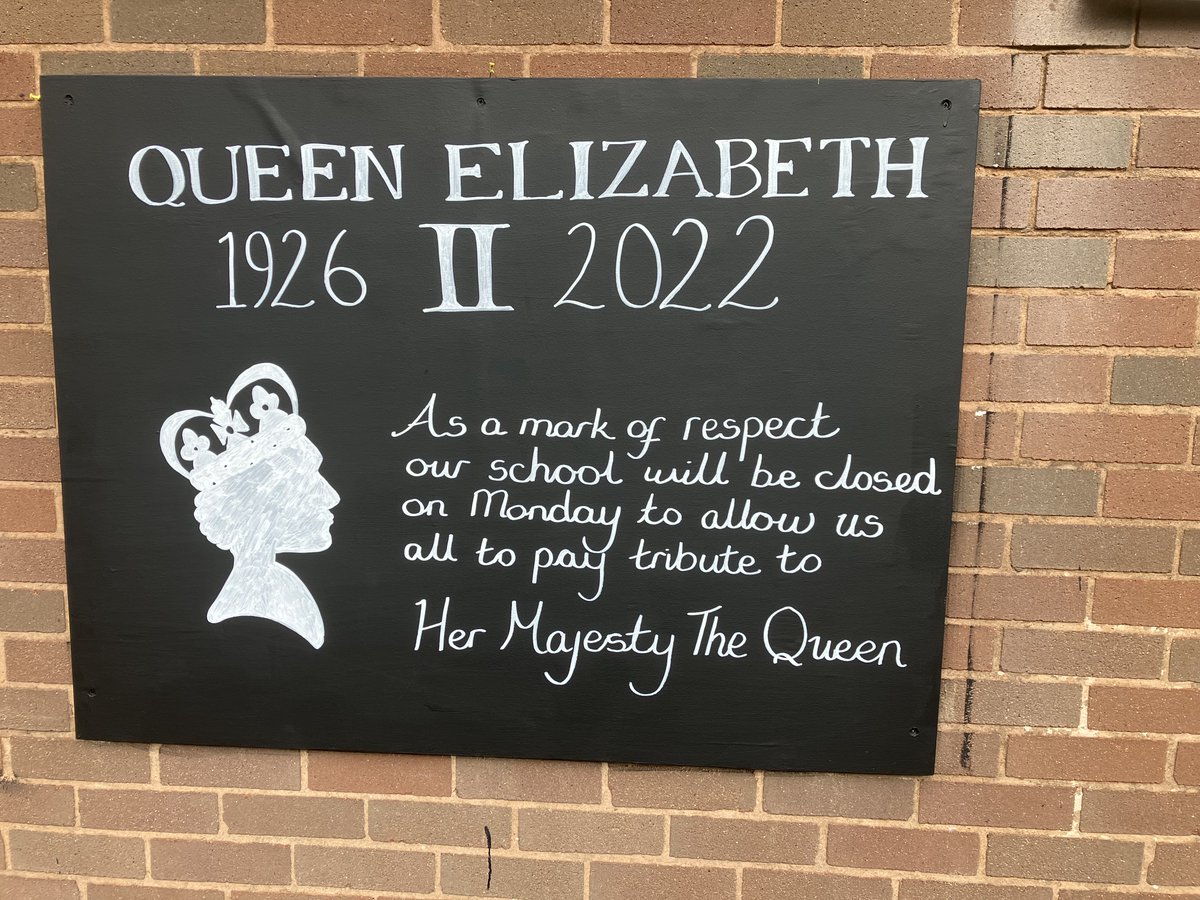 QUEEN ELIZABETH
1926 II 2022
As a mark of respect
our school will be closed
on Monday to allow us
all to pay tribute to
Her Majesty The Queen